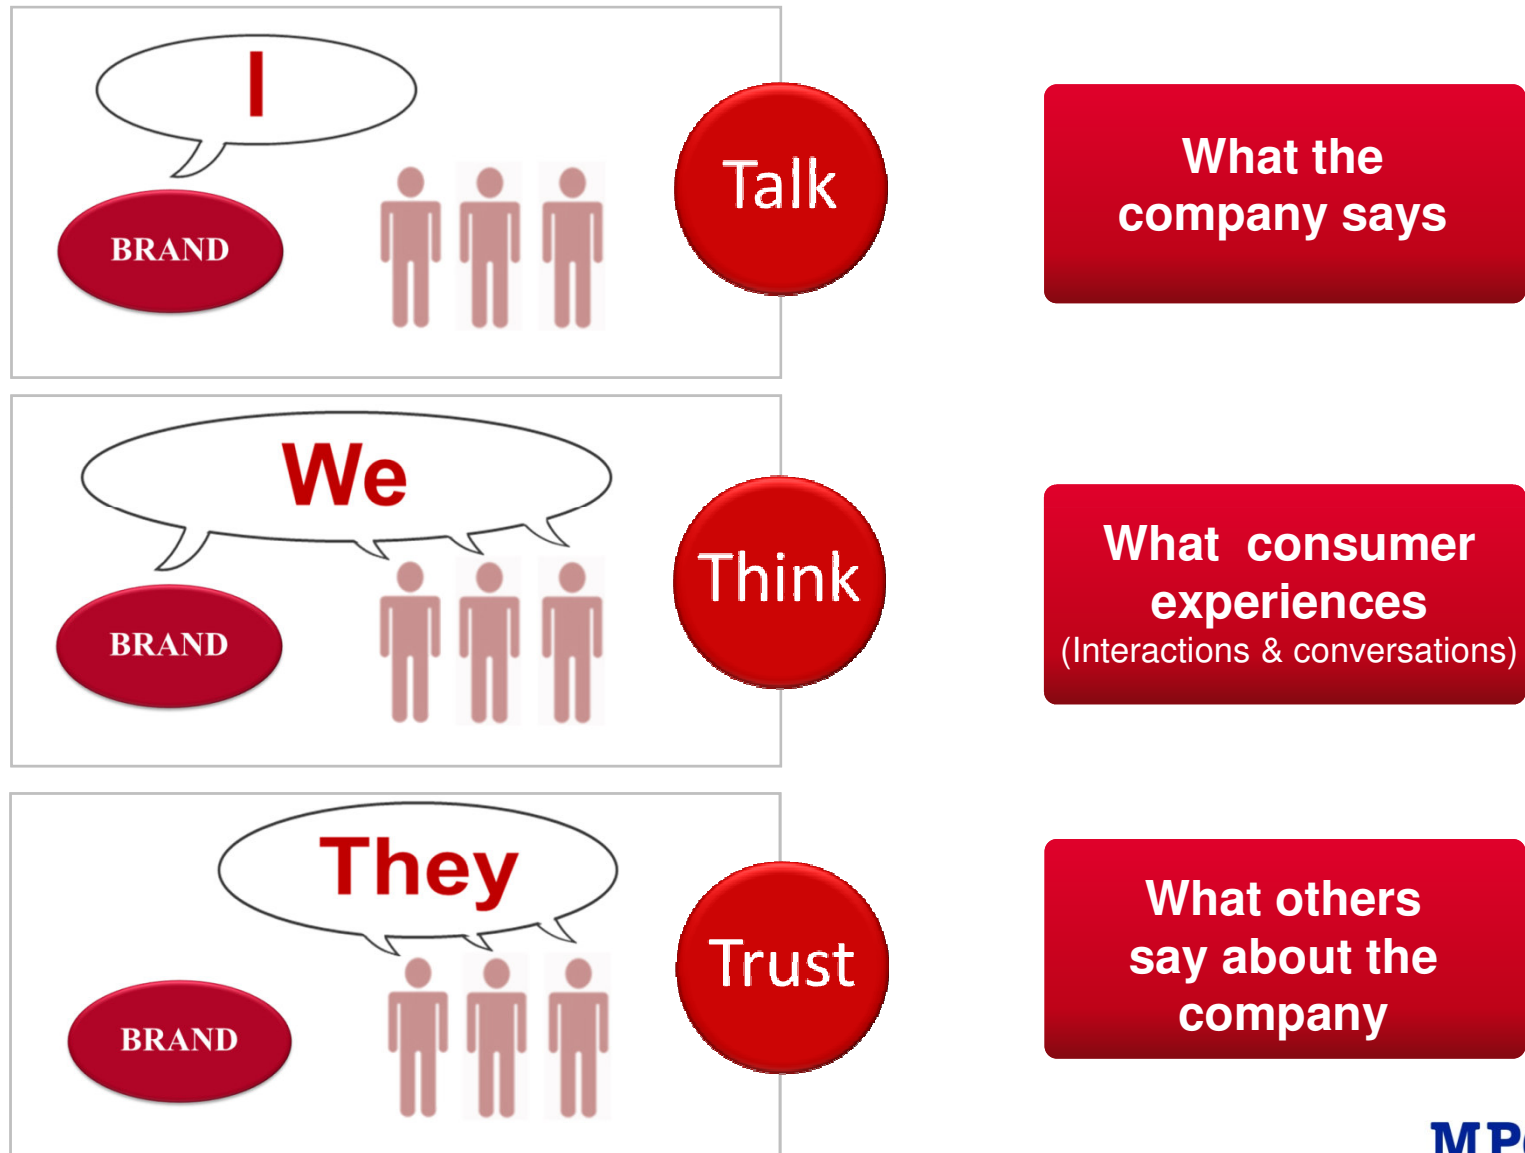 I
BRAND
Talk
What the
company says
We
BRAND
Think
What consumer
experiences
(Interactions & conversations)
They
BRAND
Trust
What others
say about the
company